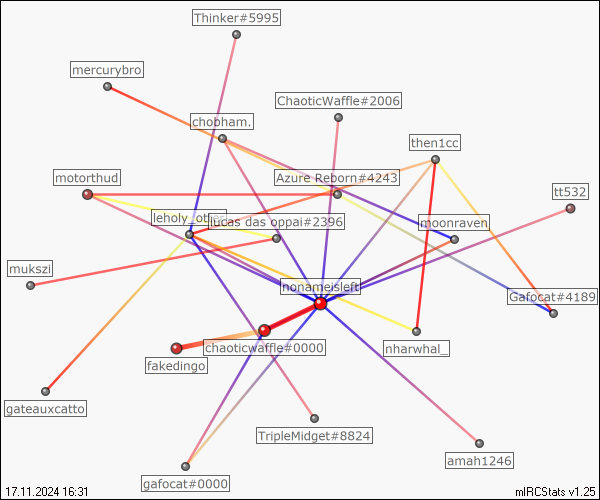 Thinker#5995
mercurybro
ChaoticWaffle#2006
chobham.
then1cc
motorthud
Azure Reborn#4243
tt532
leholy_other
lucas das oppai#2396
moonraven
mukszi
nonameisleft
Gafocat#4189
chaoticwaffle#0000
nharwhal_
fakedingo
gateauxcatto
TripleMidget#8824
amah1246
gafocat#0000
17.11.2024 16:31
mIRCStats v1.25